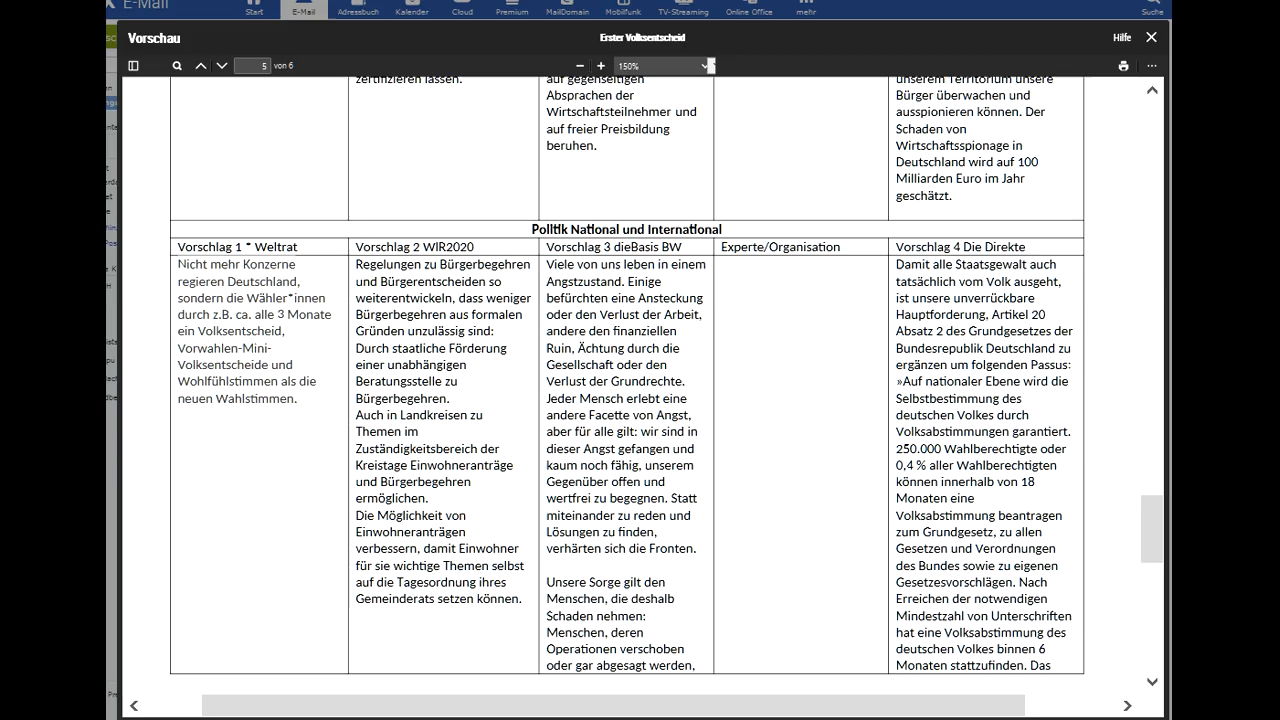 E-Mail
Start
E-Mail
Adressbuch
Kalender
Cloud
Premium
MailDomain
Mobilfunk
TV-Streaming
Online Office
mehr
Suche
Vorschau
Erster Volksentscheid
Hilfe
5 von 6
150%
zertifizieren lassen.
auf gegenseitigen
Absprachen der
Wirtschaftsteilnehmer und
auf freier Preisbildung
beruhen.
unserem Territorium unsere
Bürger überwachen und
ausspionieren können. Der
Schaden von
Wirtschaftsspionage in
Deutschland wird auf 100
Milliarden Euro im Jahr
geschätzt.
Politik National und International
Vorschlag 1 * Weltrat
Vorschlag 2 WIR2020
Vorschlag 3 dieBasis BW
Experte/Organisation
Vorschlag 4 Die Direkte
Nicht mehr Konzerne
regieren Deutschland,
sondern die Wähler*innen
durch z.B. ca. alle 3 Monate
ein Volksentscheid,
Vorwahlen-Mini-
Volksentscheide und
Wohlfühlstimmen als die
neuen Wahlstimmen.
Regelungen zu Bürgerbegehren
und Bürgerentscheiden so
weiterentwickeln, dass weniger
Bürgerbegehren aus formalen
Gründen unzulässig sind:
Durch staatliche Förderung
einer unabhängigen
Beratungsstelle zu
Bürgerbegehren.
Auch in Landkreisen zu
Themen im
Zuständigkeitsbereich der
Kreistage Einwohneranträge
und Bürgerbegehren
ermöglichen.
Die Möglichkeit von
Einwohneranträgen
verbessern, damit Einwohner
für sie wichtige Themen selbst
auf die Tagesordnung ihres
Gemeinderats setzen können.
Viele von uns leben in einem
Angstzustand. Einige
befürchten eine Ansteckung
oder den Verlust der Arbeit,
andere den finanziellen
Ruin, Ächtung durch die
Gesellschaft oder den
Verlust der Grundrechte.
Jeder Mensch erlebt eine
andere Facette von Angst,
aber für alle gilt: wir sind in
dieser Angst gefangen und
kaum noch fähig, unserem
Gegenüber offen und
wertfrei zu begegnen. Statt
miteinander zu reden und
Lösungen zu finden,
verhärten sich die Fronten.
Unsere Sorge gilt den
Menschen, die deshalb
Schaden nehmen:
Menschen, deren
Operationen verschoben
oder gar abgesagt werden,
Damit alle Staatsgewalt auch
tatsächlich vom Volk ausgeht,
ist unsere unverrückbare
Hauptforderung, Artikel 20
Absatz 2 des Grundgesetzes der
Bundesrepublik Deutschland zu
ergänzen um folgenden Passus:
»Auf nationaler Ebene wird die
Selbstbestimmung des
deutschen Volkes durch
Volksabstimmungen garantiert.
250.000 Wahlberechtigte oder
0,4 % aller Wahlberechtigten
können innerhalb von 18
Monaten eine
Volksabstimmung beantragen
zum Grundgesetz, zu allen
Gesetzen und Verordnungen
des Bundes sowie zu eigenen
Gesetzesvorschlägen. Nach
Erreichen der notwendigen
Mindestzahl von Unterschriften
hat eine Volksabstimmung des
deutschen Volkes binnen 6
Monaten stattzufinden. Das